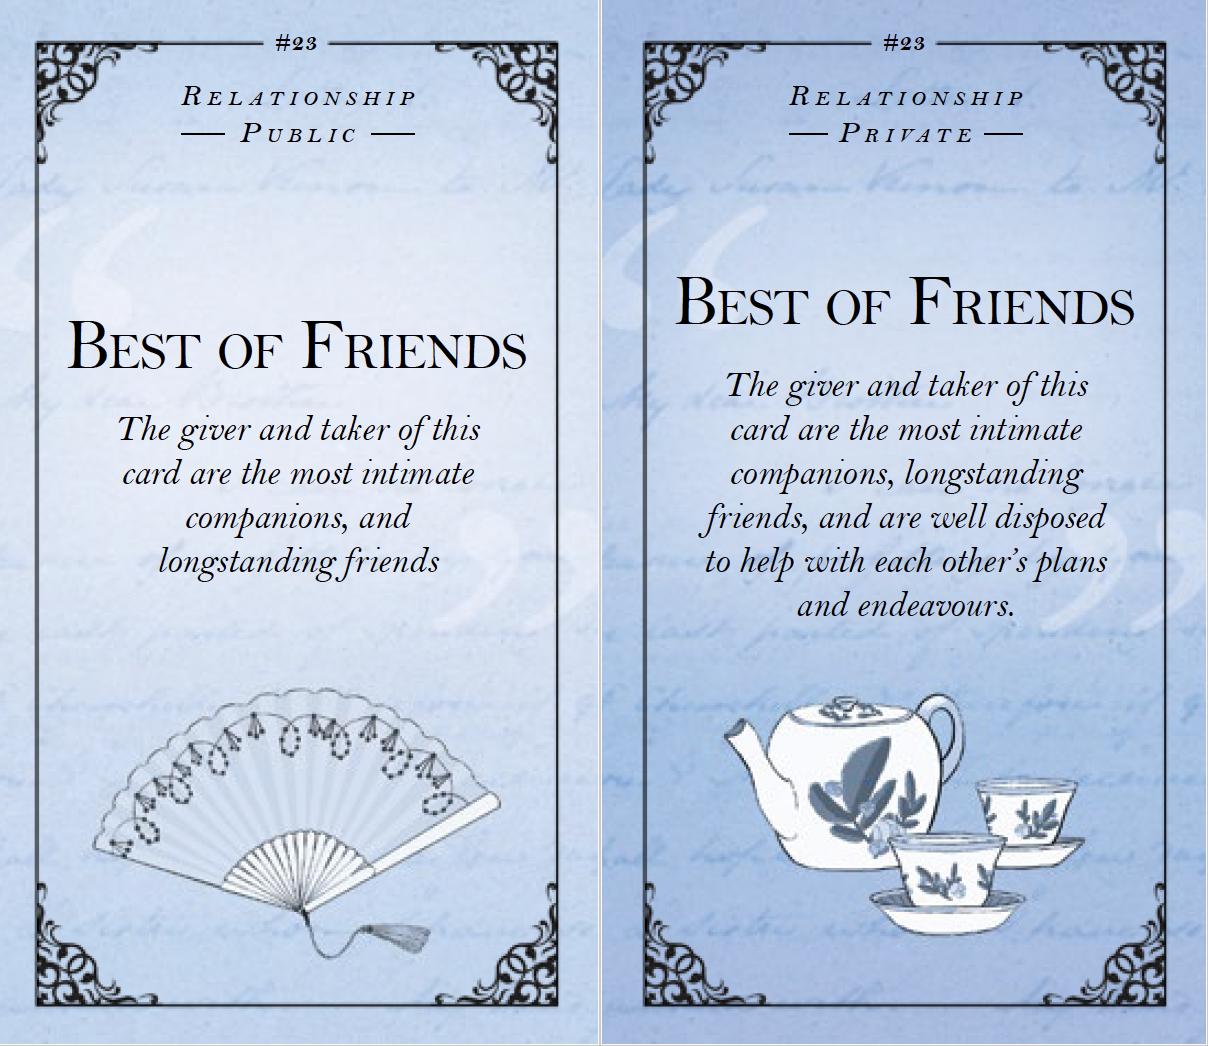 #23
RELATIONSHIP
PUBLIC
BEST OF FRIENDS
The giver and taker of this
card are the most intimate
companions, and
longstanding friends
#23
RELATIONSHIP
PRIVATE
BEST OF FRIENDS
The giver and taker of this
card are the most intimate
companions, longstanding
friends, and are well disposed
to help with each other's plans
and endeavours.